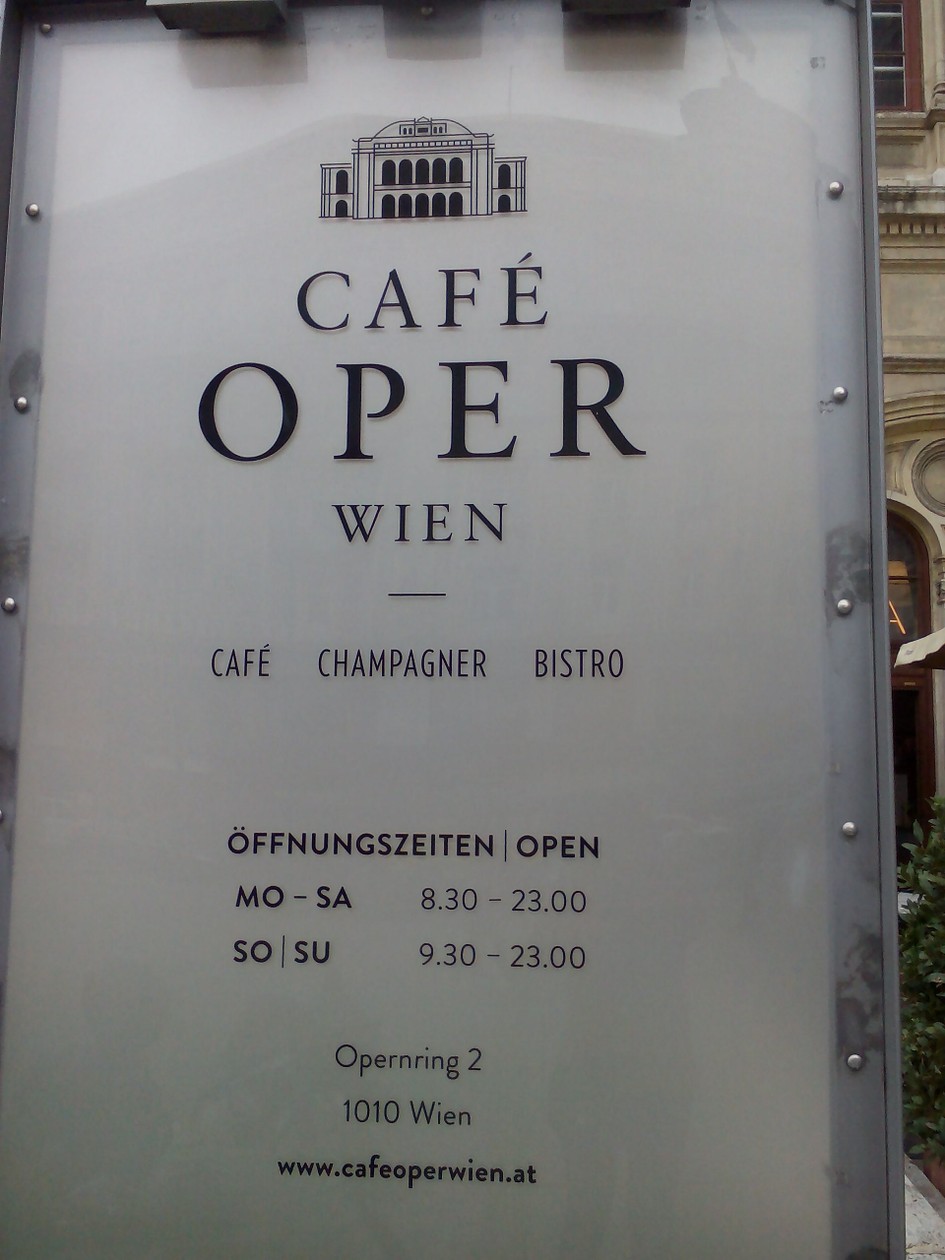 CAFÉ
OPER
WIEN
CAFÉ CHAMPAGNER BISTRO
ÖFFNUNGSZEITEN | OPEN
MO – SA 8.30 – 23.00
SO | SU 9.30 – 23.00
Opernring 2
1010 Wien
www.cafeoperwien.at